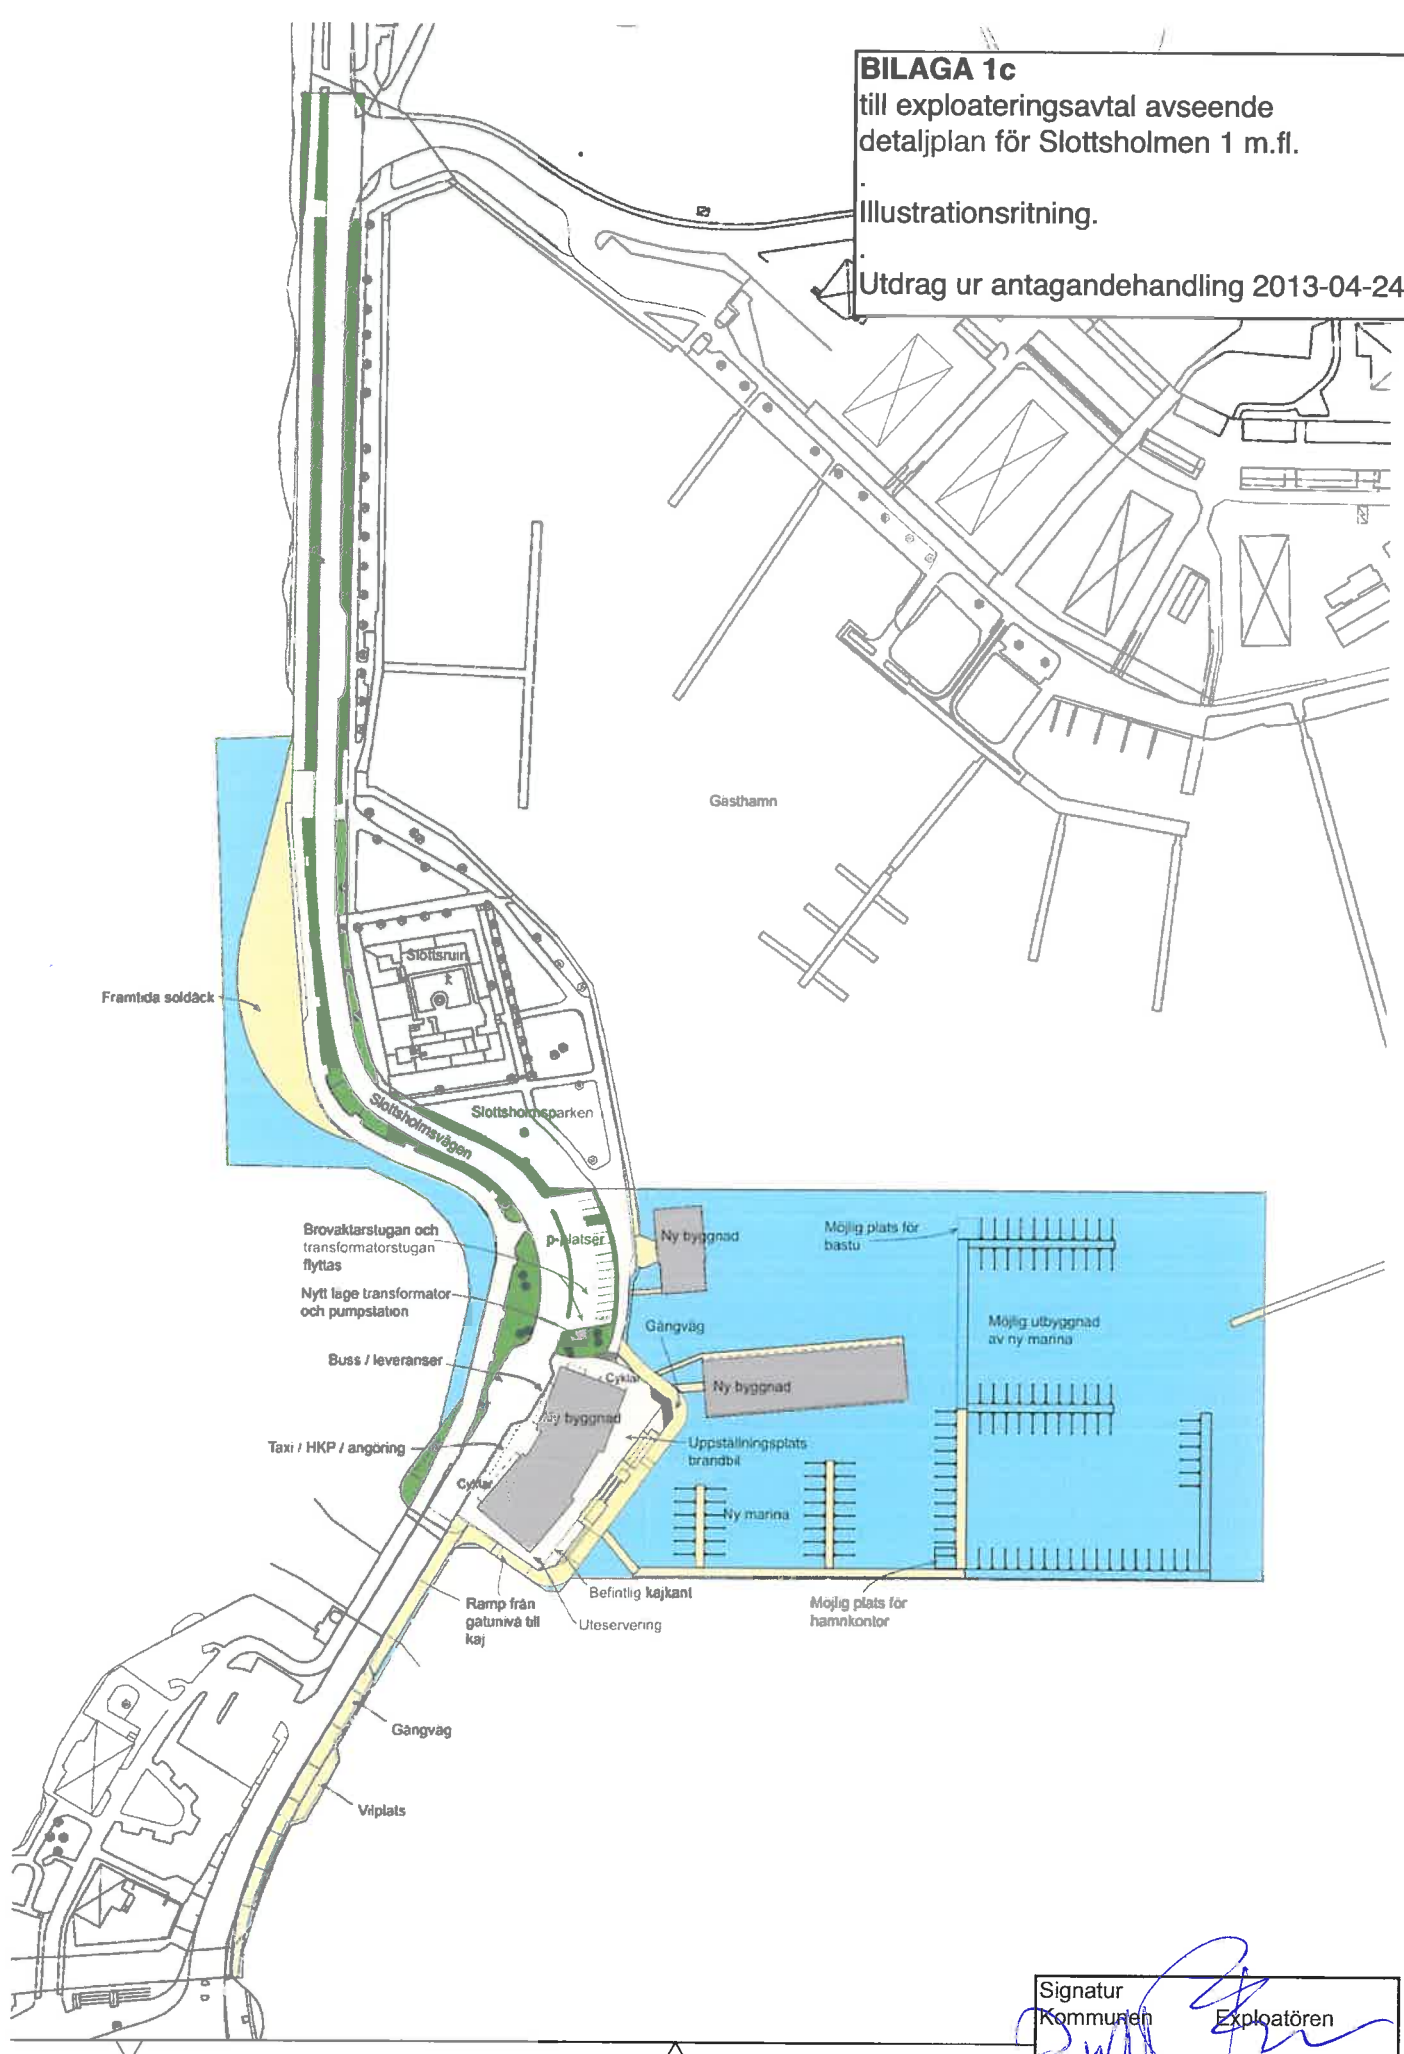 BILAGA 1c
till exploateringsavtal avseende
detaljplan för Slottsholmen 1 m.fl.
.
Illustrationsritning.
.
Utdrag ur antagandehandling 2013-04-24
Gästhamn
Slottsruin
Framtida soldäck
Slottsholmsvägen
Slottsholmsparken
Brovaktarstugan och
transformatorstugan
flyttas
p-platser
Ny byggnad
Möjlig plats för
bastu
Nytt läge transformator
och pumpstation
Gångväg
Möjlig utbyggnad
av ny marina
Buss / leveranser
Cyklar
Ny byggnad
Ny byggnad
Taxi / HKP / angöring
Uppställningsplats
brandbil
Cyklar
Ny marina
Befintlig kajkant
Ramp från
gatunivå till
kaj
Uteservering
Möjlig plats för
hamnkontor
Gångväg
Vilplats
Signatur
Kommunen Exploatören